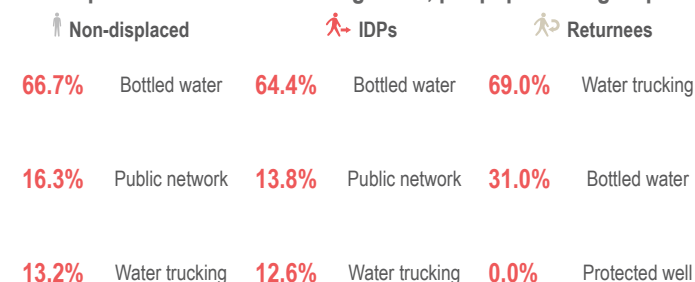 Non-displaced IDPs Returnees
66.7% Bottled water 64.4% Bottled water 69.0% Water trucking
16.3% Public network 13.8% Public network 31.0% Bottled water
13.2% Water trucking 12.6% Water trucking 0.0% Protected well